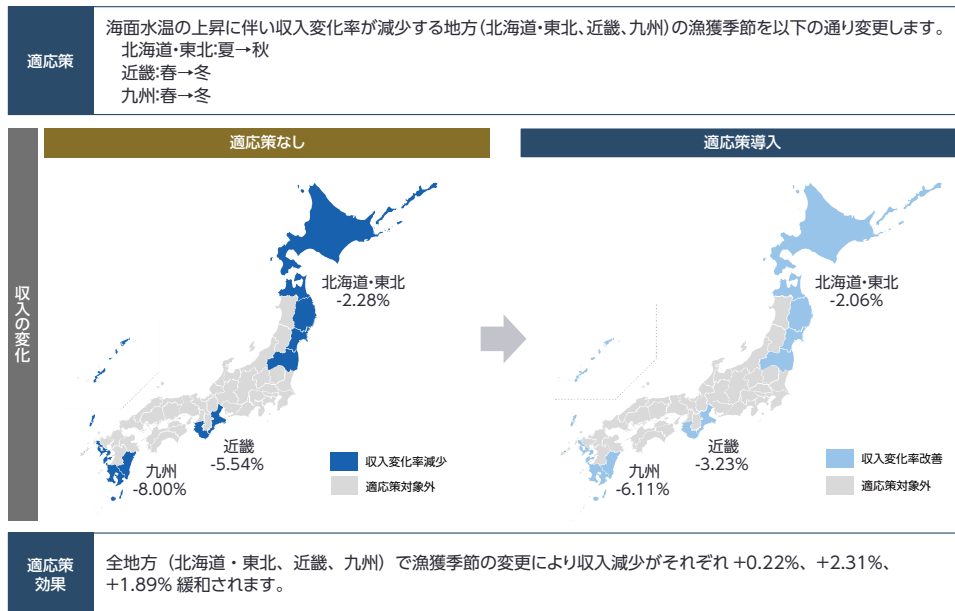 適応策
海面水温の上昇に伴い収入変化率が減少する地方(北海道・東北、近畿、九州)の漁獲季節を以下の通り変更します。
北海道・東北:夏→秋
近畿:春→冬
九州:春→冬
収入の変化
適応策なし
北海道・東北
-2.28%
近畿
-5.54%
九州
-8.00%
収入変化率減少
適応策対象外
適応策導入
北海道・東北
-2.06%
近畿
-3.23%
九州
-6.11%
収入変化率改善
適応策対象外
適応策
効果
全地方（北海道・東北、近畿、九州）で漁獲季節の変更により収入減少がそれぞれ +0.22%、+2.31%、
+1.89% 緩和されます。